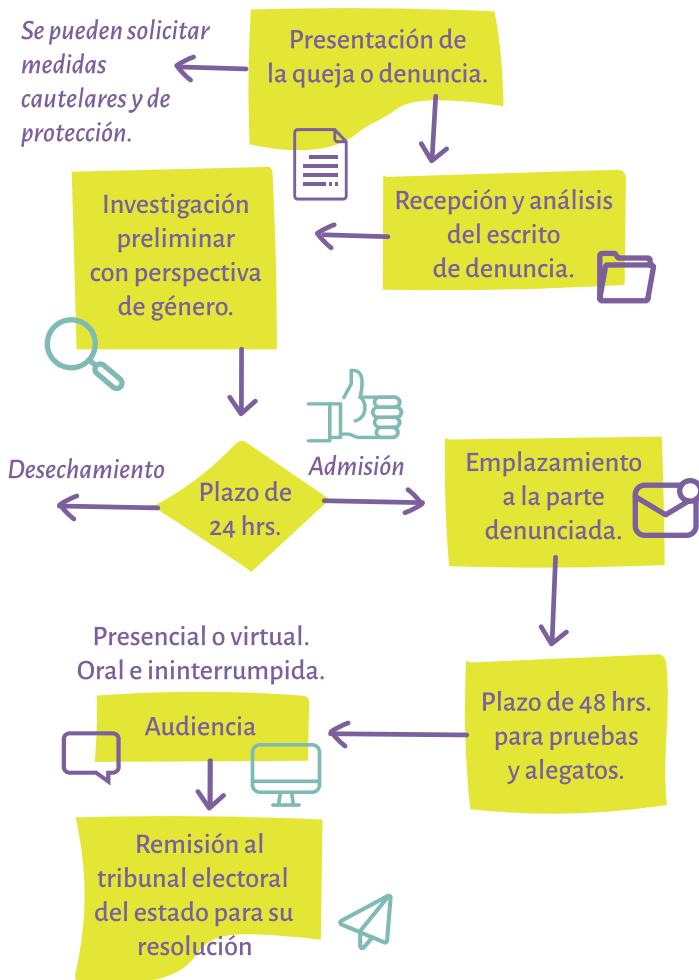 Se pueden solicitar
medidas
cautelares y de
protección.
Presentación de
la queja o denuncia.
Recepción y análisis
del escrito
de denuncia.
Investigación
preliminar
con perspectiva
de género.
Desechamiento
Plazo de
24 hrs.
Admisión
Emplazamiento
a la parte
denunciada.
Plazo de 48 hrs.
para pruebas
y alegatos.
Presencial o virtual.
Oral e ininterrumpida.
Audiencia
Remisión al
tribunal electoral
del estado para su
resolución